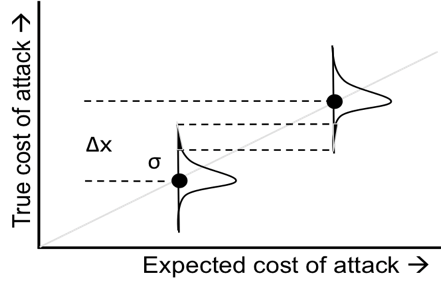 True cost of attack →
Δx
σ
Expected cost of attack →